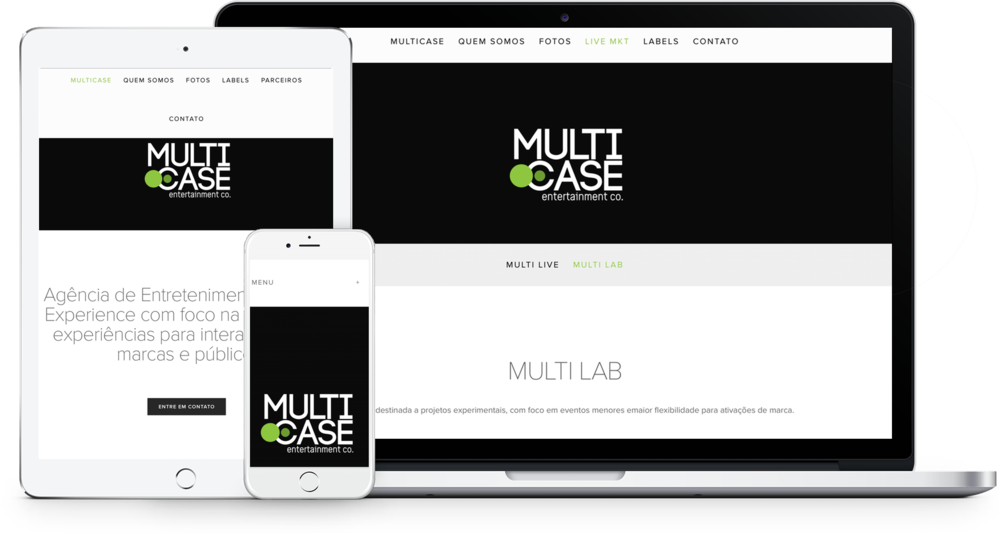 MULTICASE QUEM SOMOS FOTOS LIVE MKT LABELS CONTATO
MULTI
CASE
entertainment co.
MULTI LIVE MULTI LAB
MULTI LAB
destinada a projetos experimentais, com foco em eventos menores emaior flexibilidade para ativações de marca.
MULTICASE QUEM SOMOS FOTOS LABELS PARCEIROS
CONTATO
MULTI
CASE
entertainment co.
Agência de Entretenimen
Experience com foco na
experiências para intera
marcas e públic
ENTRE EM CONTATO
MENU +
MULTI
CASE
entertainment co.